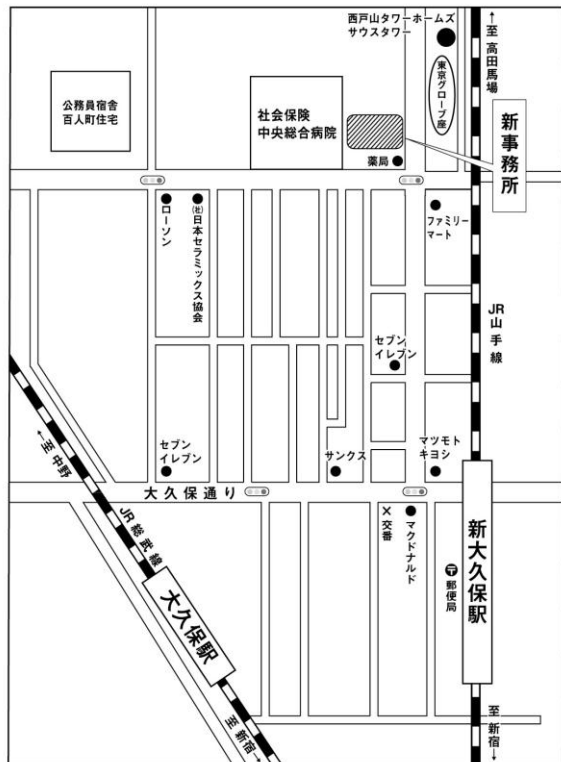 西戸山タワーホームズ
サウスタワー
←至高田馬場
東京グローブ座
公務員宿舎
百人町住宅
社会保険
中央総合病院
新事務所
薬局
ローソン
㈳日本セラミックス協会
ファミリー
マート
JR山手線
セブン
イレブン
セブン
イレブン
サンクス
マツモト
キヨシ
←至中野
大久保通り
JR総武線
交番
マクドナルド
新大久保駅
〒郵便局
大久保駅
至新宿→
至新宿→